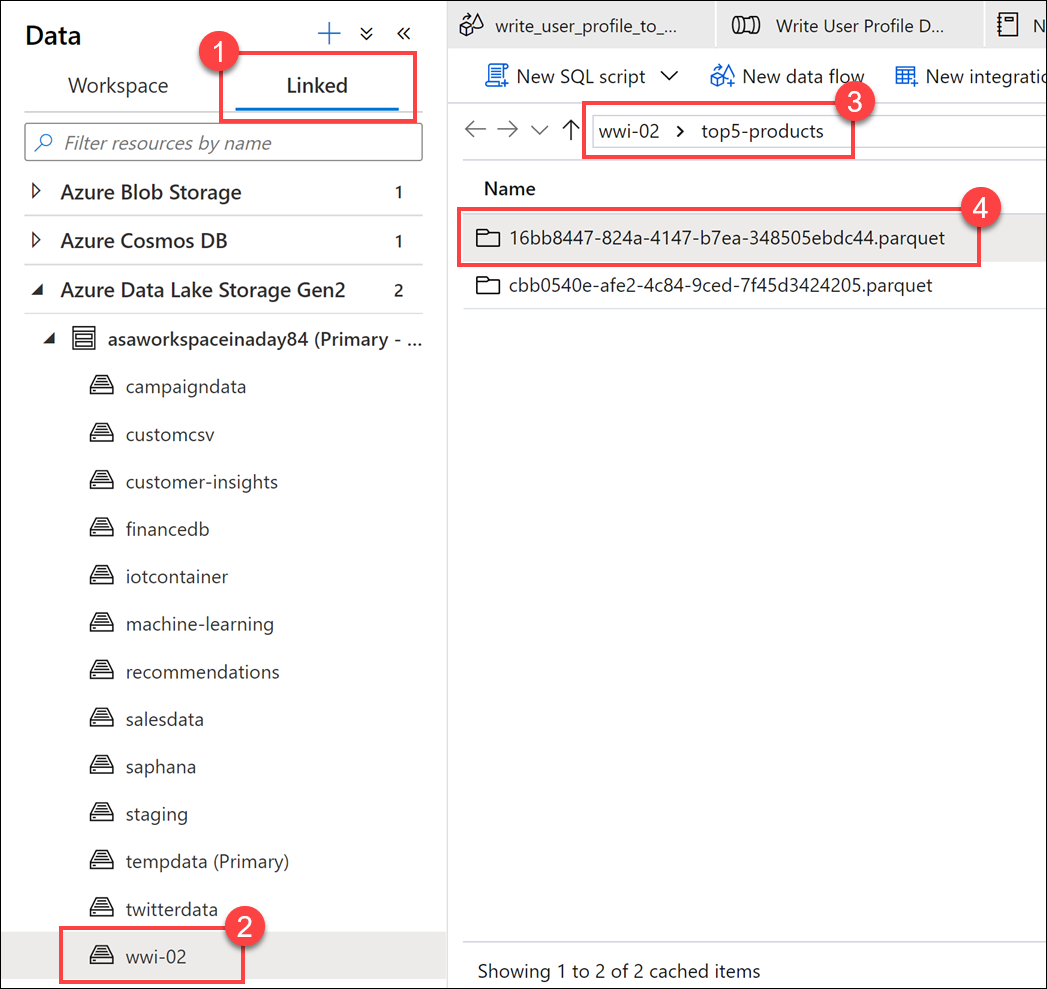 Data
1
Workspace
Linked
Filter resources by name
Azure Blob Storage 1
Azure Cosmos DB 1
Azure Data Lake Storage Gen2 2
asaworkspaceinaday84 (Primary - ...
campaigndata
customcsv
customer-insights
financedb
iotcontainer
machine-learning
recommendations
salesdata
saphana
staging
tempdata (Primary)
twitterdata
2
wwi-02
write_user_profile_to_...
Write User Profile D...
N
New SQL script
New data flow
New integratic
3
wwi-02 > top5-products
Name
4
16bb8447-824a-4147-b7ea-348505ebdc44.parquet
cbb0540e-afe2-4c84-9ced-7f45d3424205.parquet
Showing 1 to 2 of 2 cached items